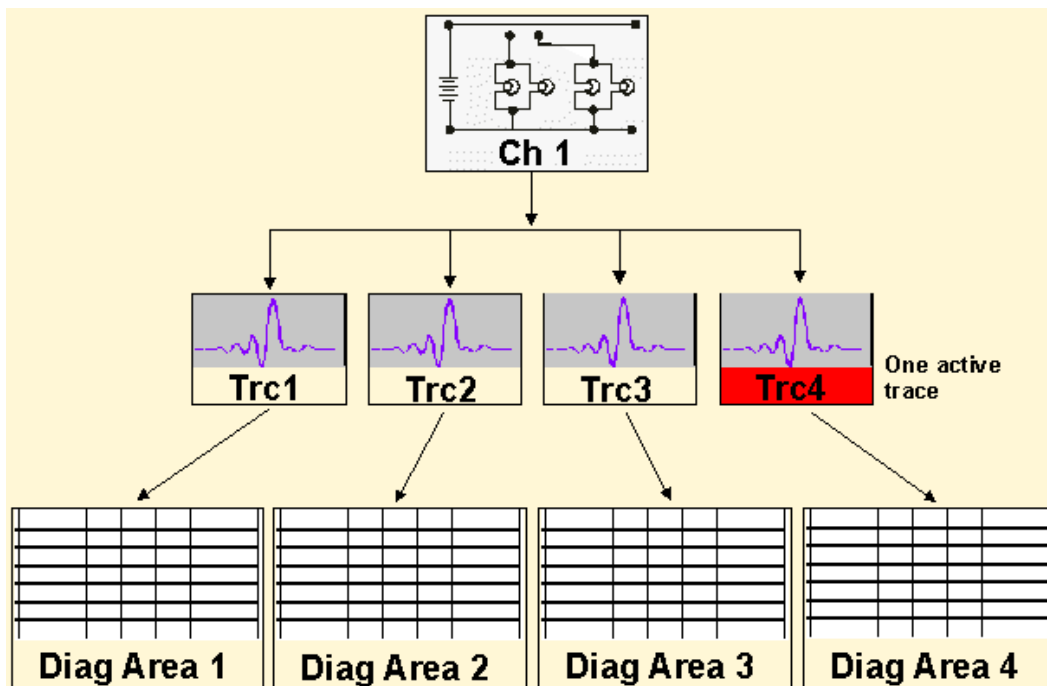 Ch 1
Trc1
Trc2
Trc3
Trc4
One active
trace
Diag Area 1
Diag Area 2
Diag Area 3
Diag Area 4